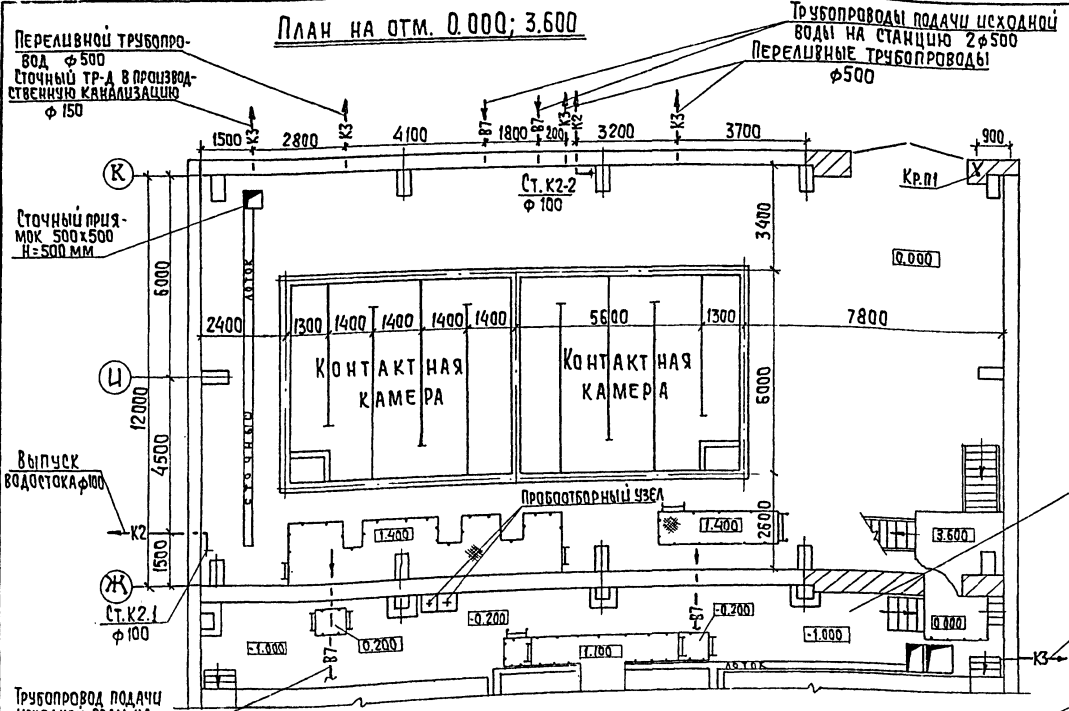 План на отм. 0.000; 3.600
Переливной трубопро-
вод ф500
Сточный тр-д в производ-
ственную канализацию
ф 150
Трубопроводы подачи исходной
воды на станцию 2ф500
Переливные трубопроводы
ф500
К3
К3
В7
В7
К3
К2
К3
1500
2800
4100
1800
200
3200
3700
900
К
Ст. К2-2
ф 100
Кр.п1
Сточный прия-
мок 500х500
Н=500 мм
0.000
3400
6000
лоток
2400
1300
1400
1400
1400
1400
5600
1300
7800
Контактная
камера
Контактная
камера
И
12000
6000
4500
сточный
Выпуск
водостока ф100
К2
Пробоотборный узел
1.400
1.400
2600
3.600
1500
Ж
Ст. К2.1
ф 100
-1.000
0.200
-0.200
В7
-0.200
-1.000
0.000
В7
1.100
лоток
К3
Трубопровод подачи